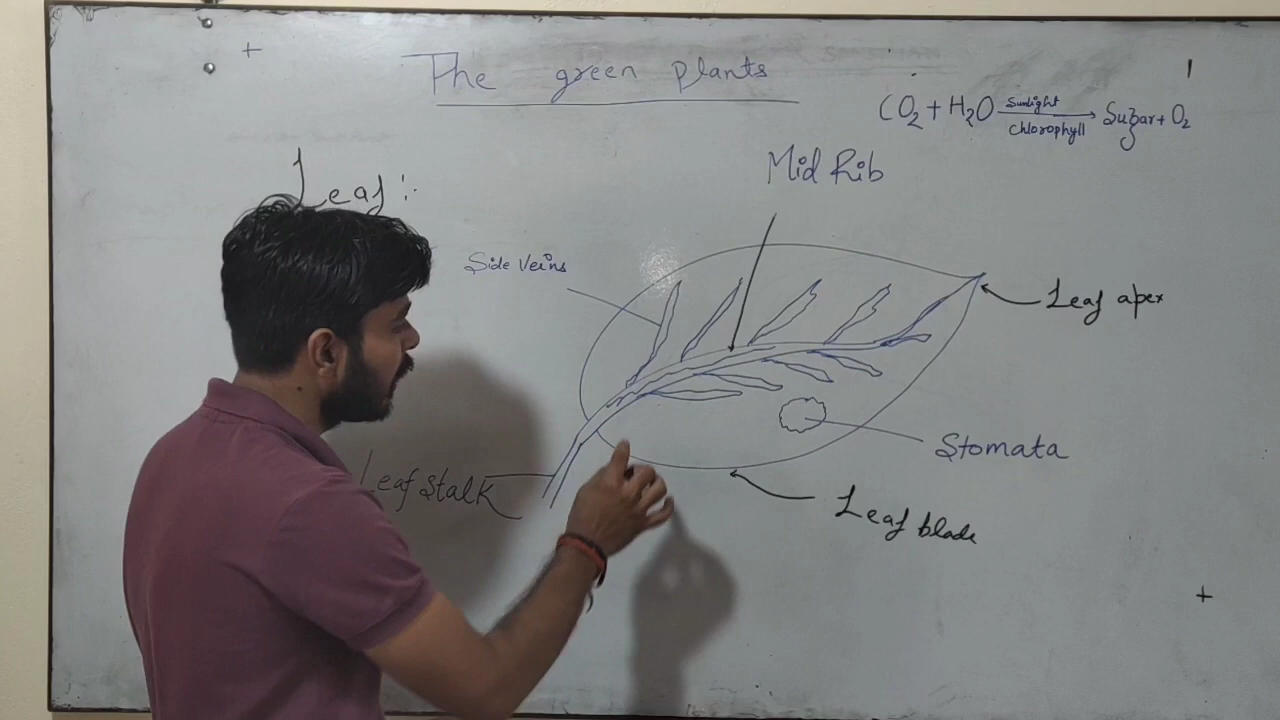 The green plants
CO₂ + H₂O Sunlight Chlorophyll Sugar + O₂
Leaf :-
Mid Rib
Side Veins
Leaf apex
Stomata
Leaf Stalk
Leaf blade